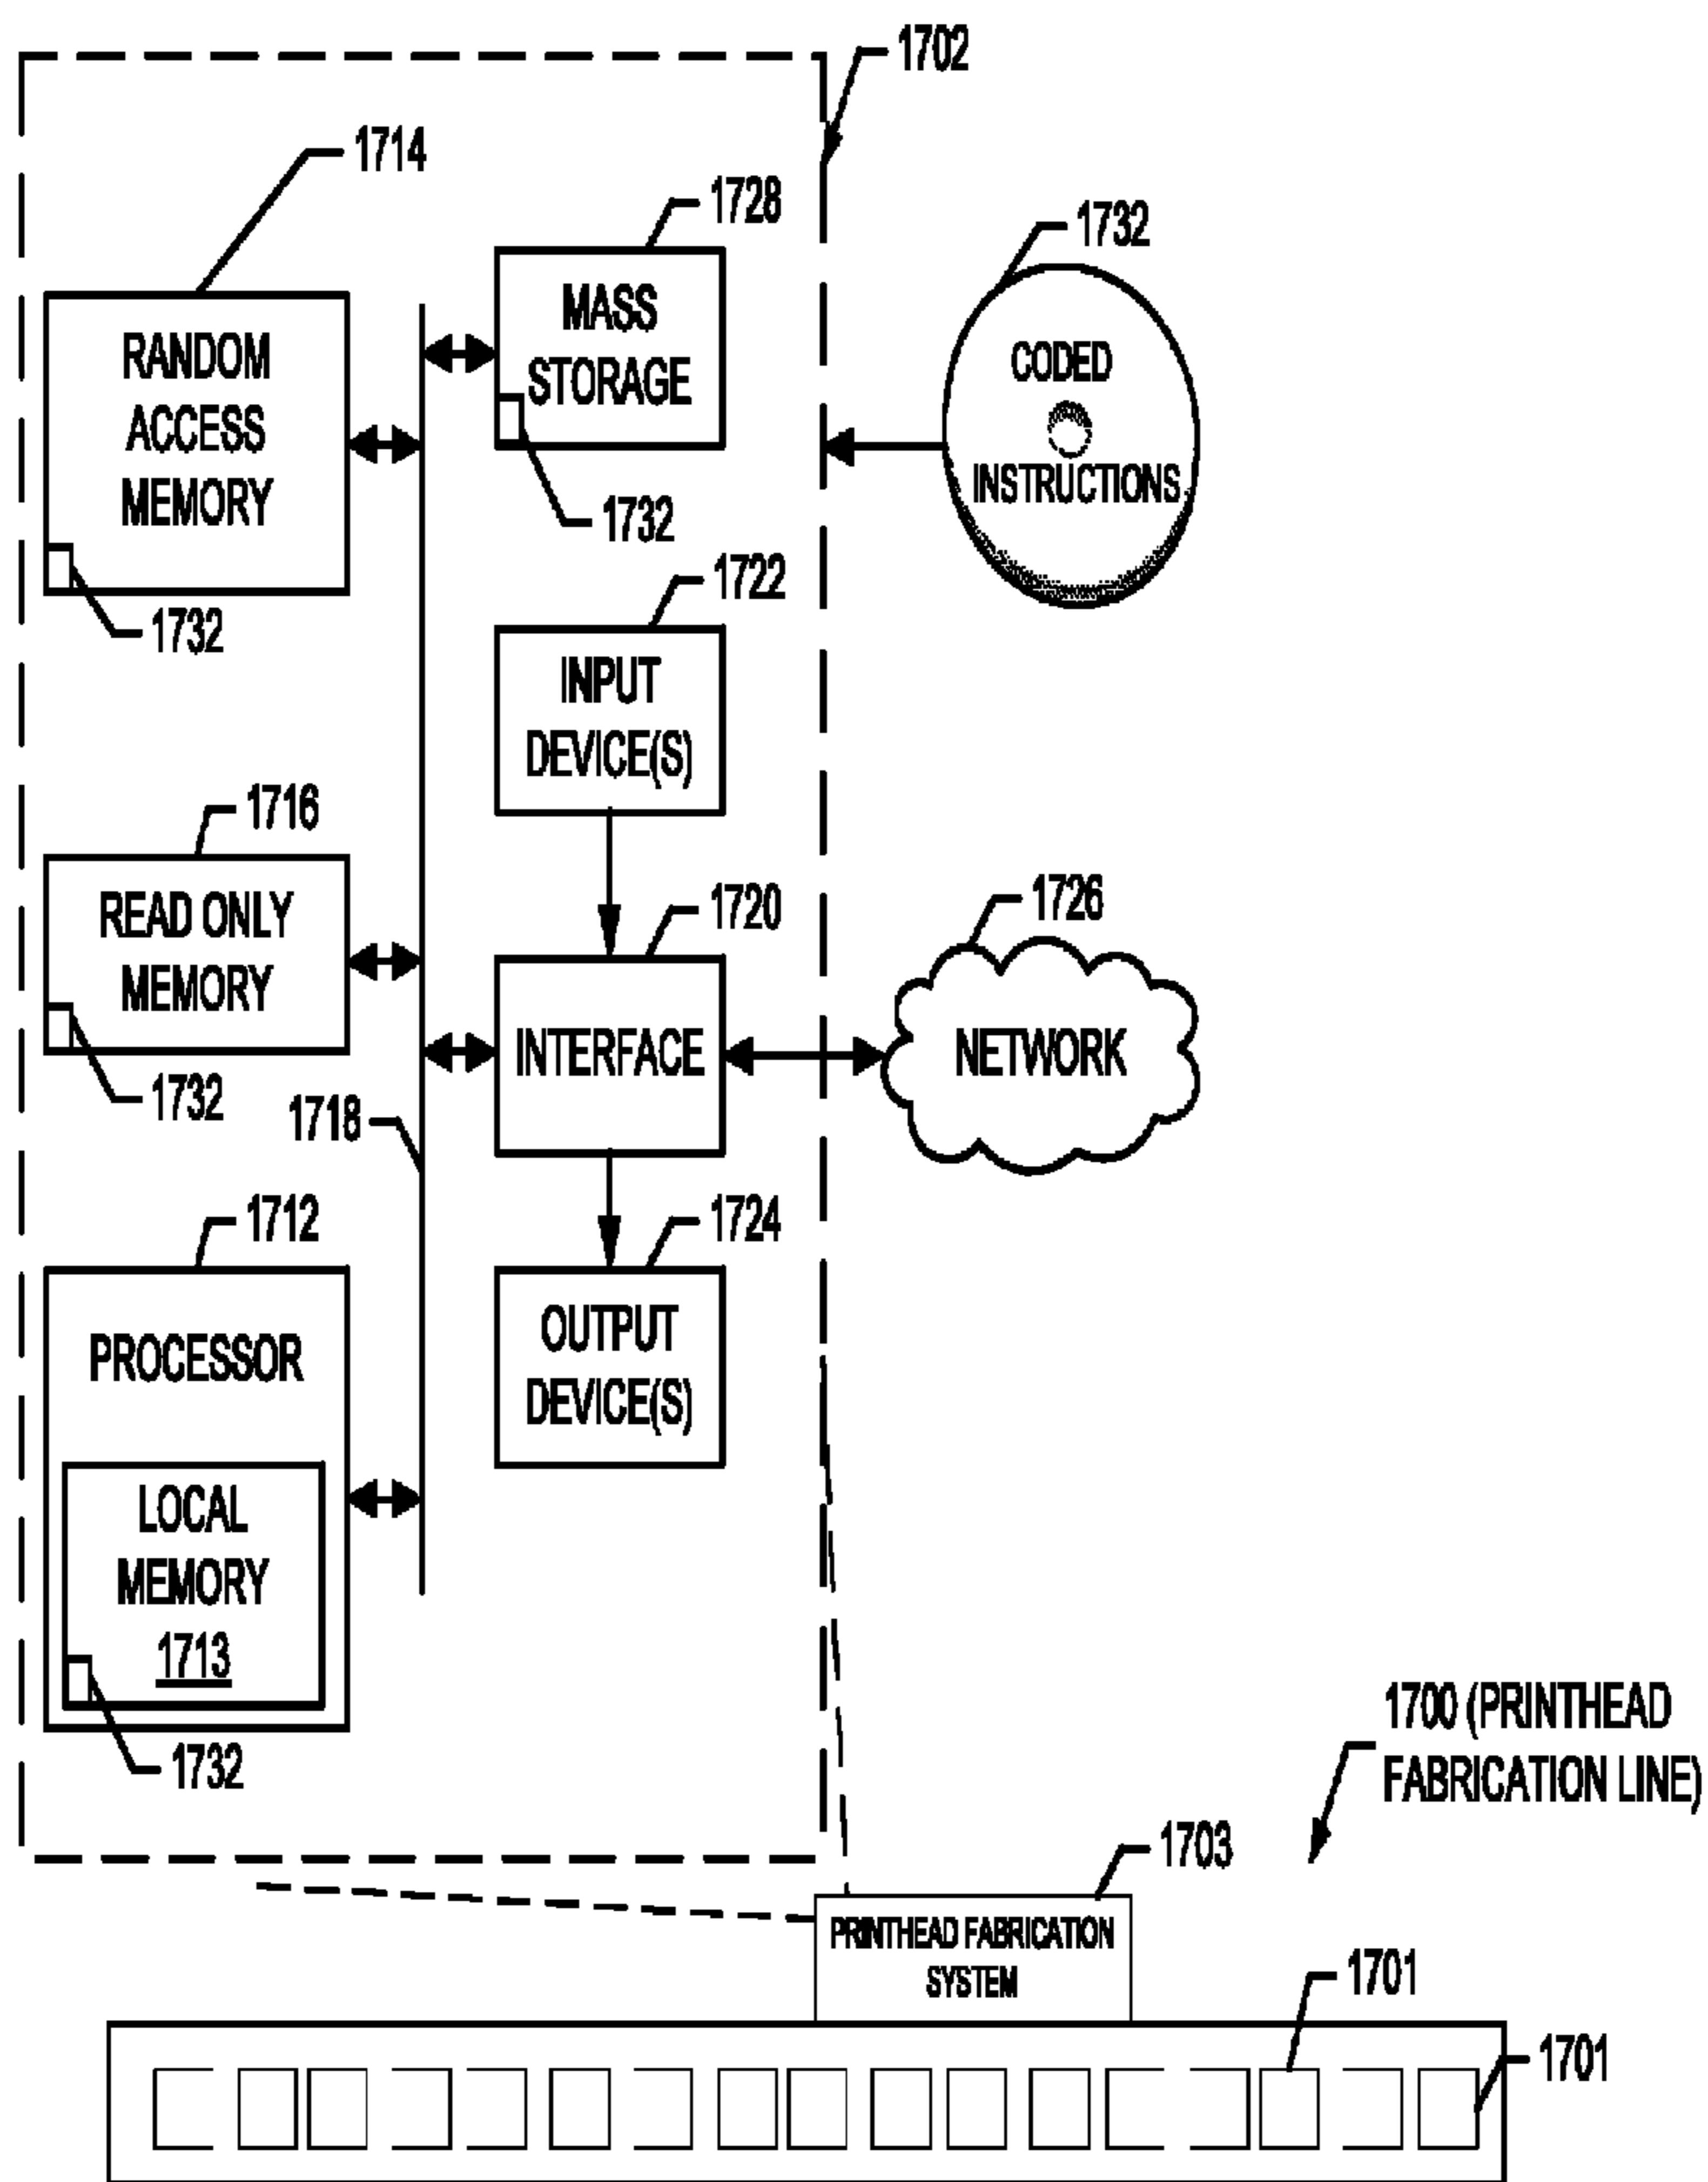 1702
1714
1728
1732
MASS
STORAGE
RANDOM
ACCESS
MEMORY
CODED
INSTRUCTIONS
1732
1732
1722
INPUT
DEVICE(S)
1716
1720
1726
READ ONLY
MEMORY
INTERFACE
NETWORK
1732
1718
1712
1724
PROCESSOR
OUTPUT
DEVICE(S)
LOCAL
MEMORY
1713
1732
1700 (PRINTHEAD
FABRICATION LINE)
1703
PRINTHEAD FABRICATION
SYSTEM
1701
1701